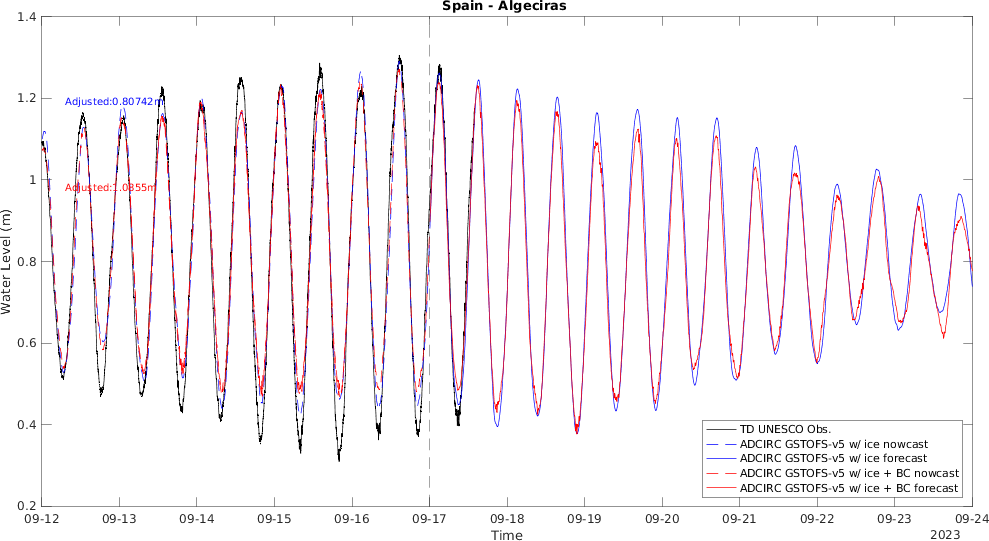 Spain - Algeciras
1.4
1.2
1
0.8
0.6
0.4
0.2
Water Level (m)
Adjusted:0.80742m
Adjusted:1.0355m
TD UNESCO Obs.
ADCIRC GSTOFS-v5 w/ ice nowcast
ADCIRC GSTOFS-v5 w/ ice forecast
ADCIRC GSTOFS-v5 w/ ice + BC nowcast
ADCIRC GSTOFS-v5 w/ ice + BC forecast
09-12 09-13 09-14 09-15 09-16 09-17 09-18 09-19 09-20 09-21 09-22 09-23 09-24
Time
2023